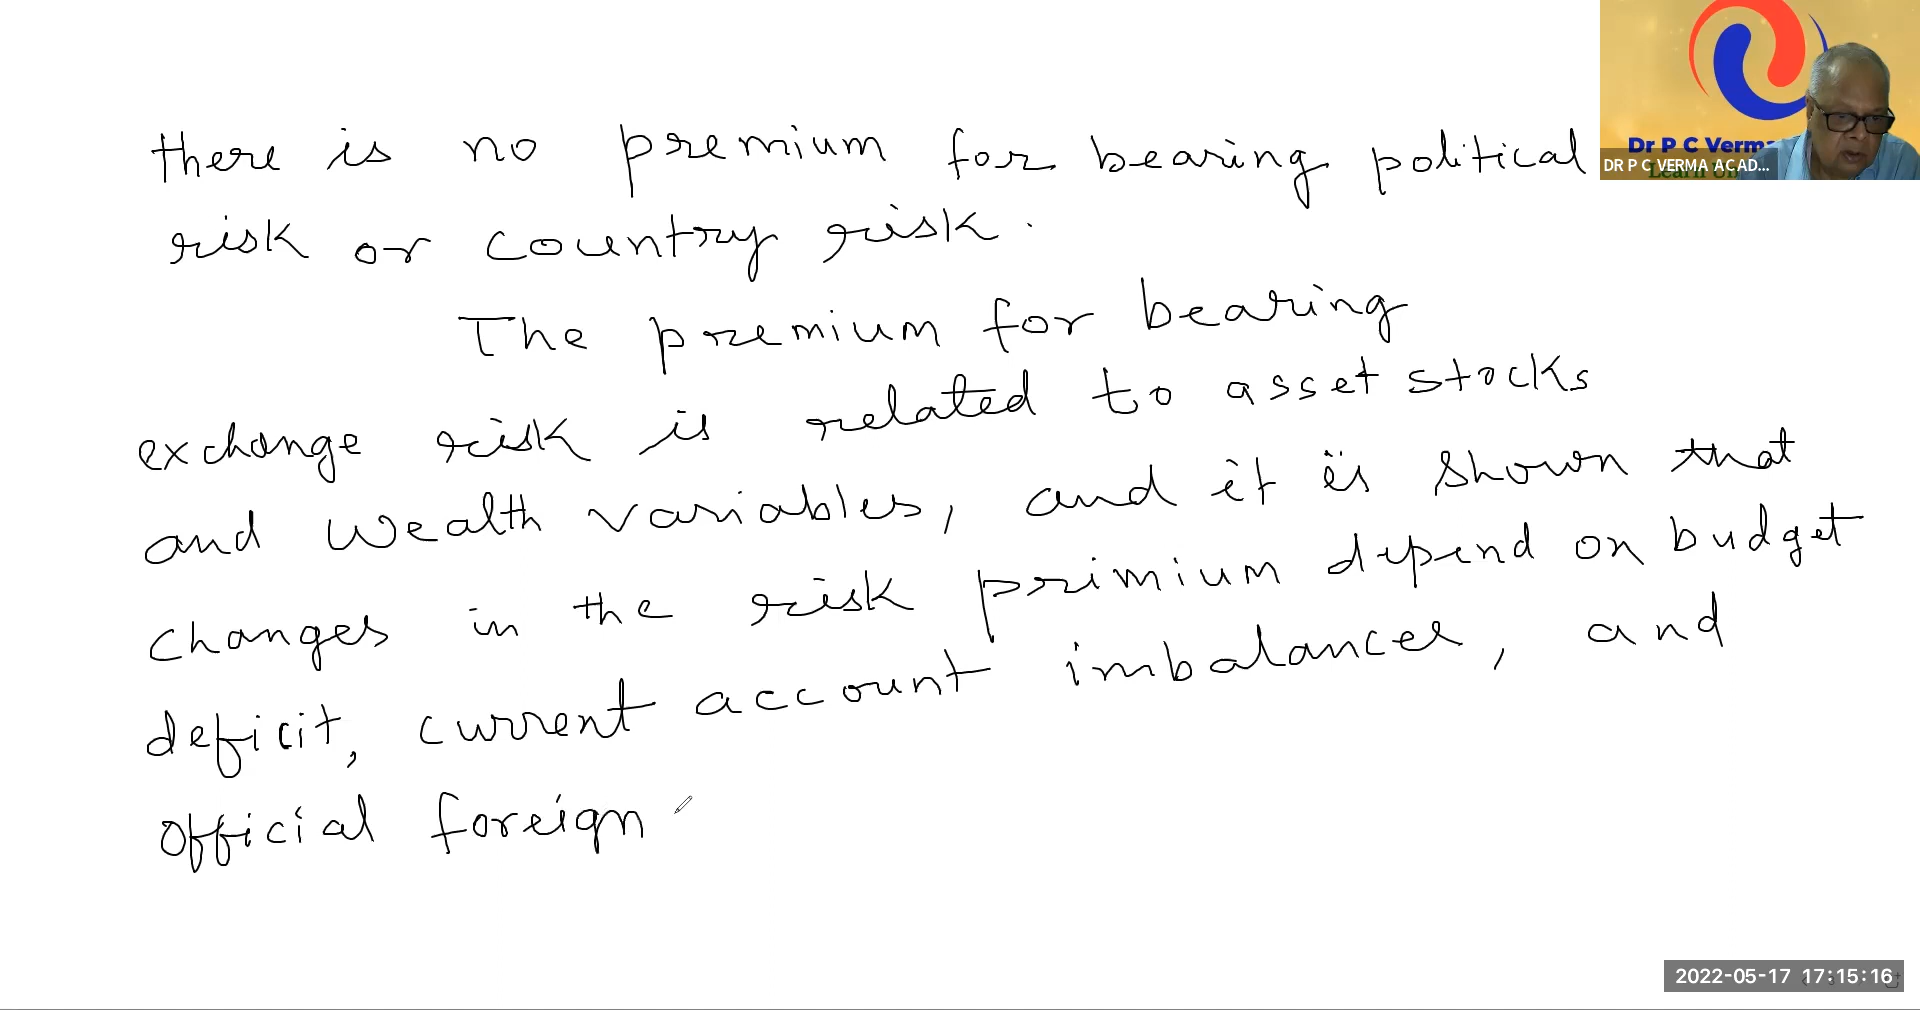 there is no premium for bearing political
risk or country risk.
The premium for bearing
exchange risk is related to asset stocks
and wealth variables, and it is shown that
changes in the risk primium depend on budget
deficit, current account imbalances, and
official foreign
Dr P C Verma
DR P C VERMA ACAD...
Learn Un
2022-05-17 17:15:16